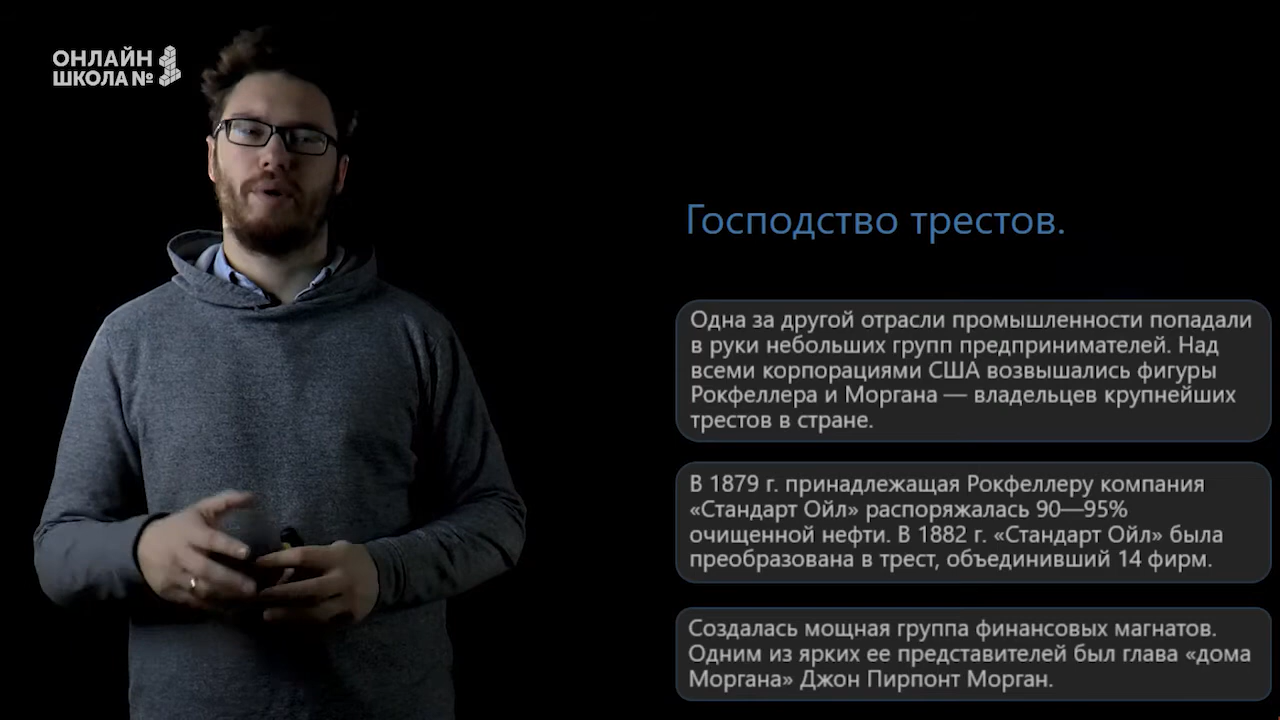 ОНЛАЙН
ШКОЛА №1
Господство трестов.
Одна за другой отрасли промышленности попадали
в руки небольших групп предпринимателей. Над
всеми корпорациями США возвышались фигуры
Рокфеллера и Моргана — владельцев крупнейших
трестов в стране.
В 1879 г. принадлежащая Рокфеллеру компания
«Стандарт Ойл» распоряжалась 90—95%
очищенной нефти. В 1882 г. «Стандарт Ойл» была
преобразована в трест, объединивший 14 фирм.
Создалась мощная группа финансовых магнатов.
Одним из ярких ее представителей был глава «дома
Моргана» Джон Пирпонт Морган.